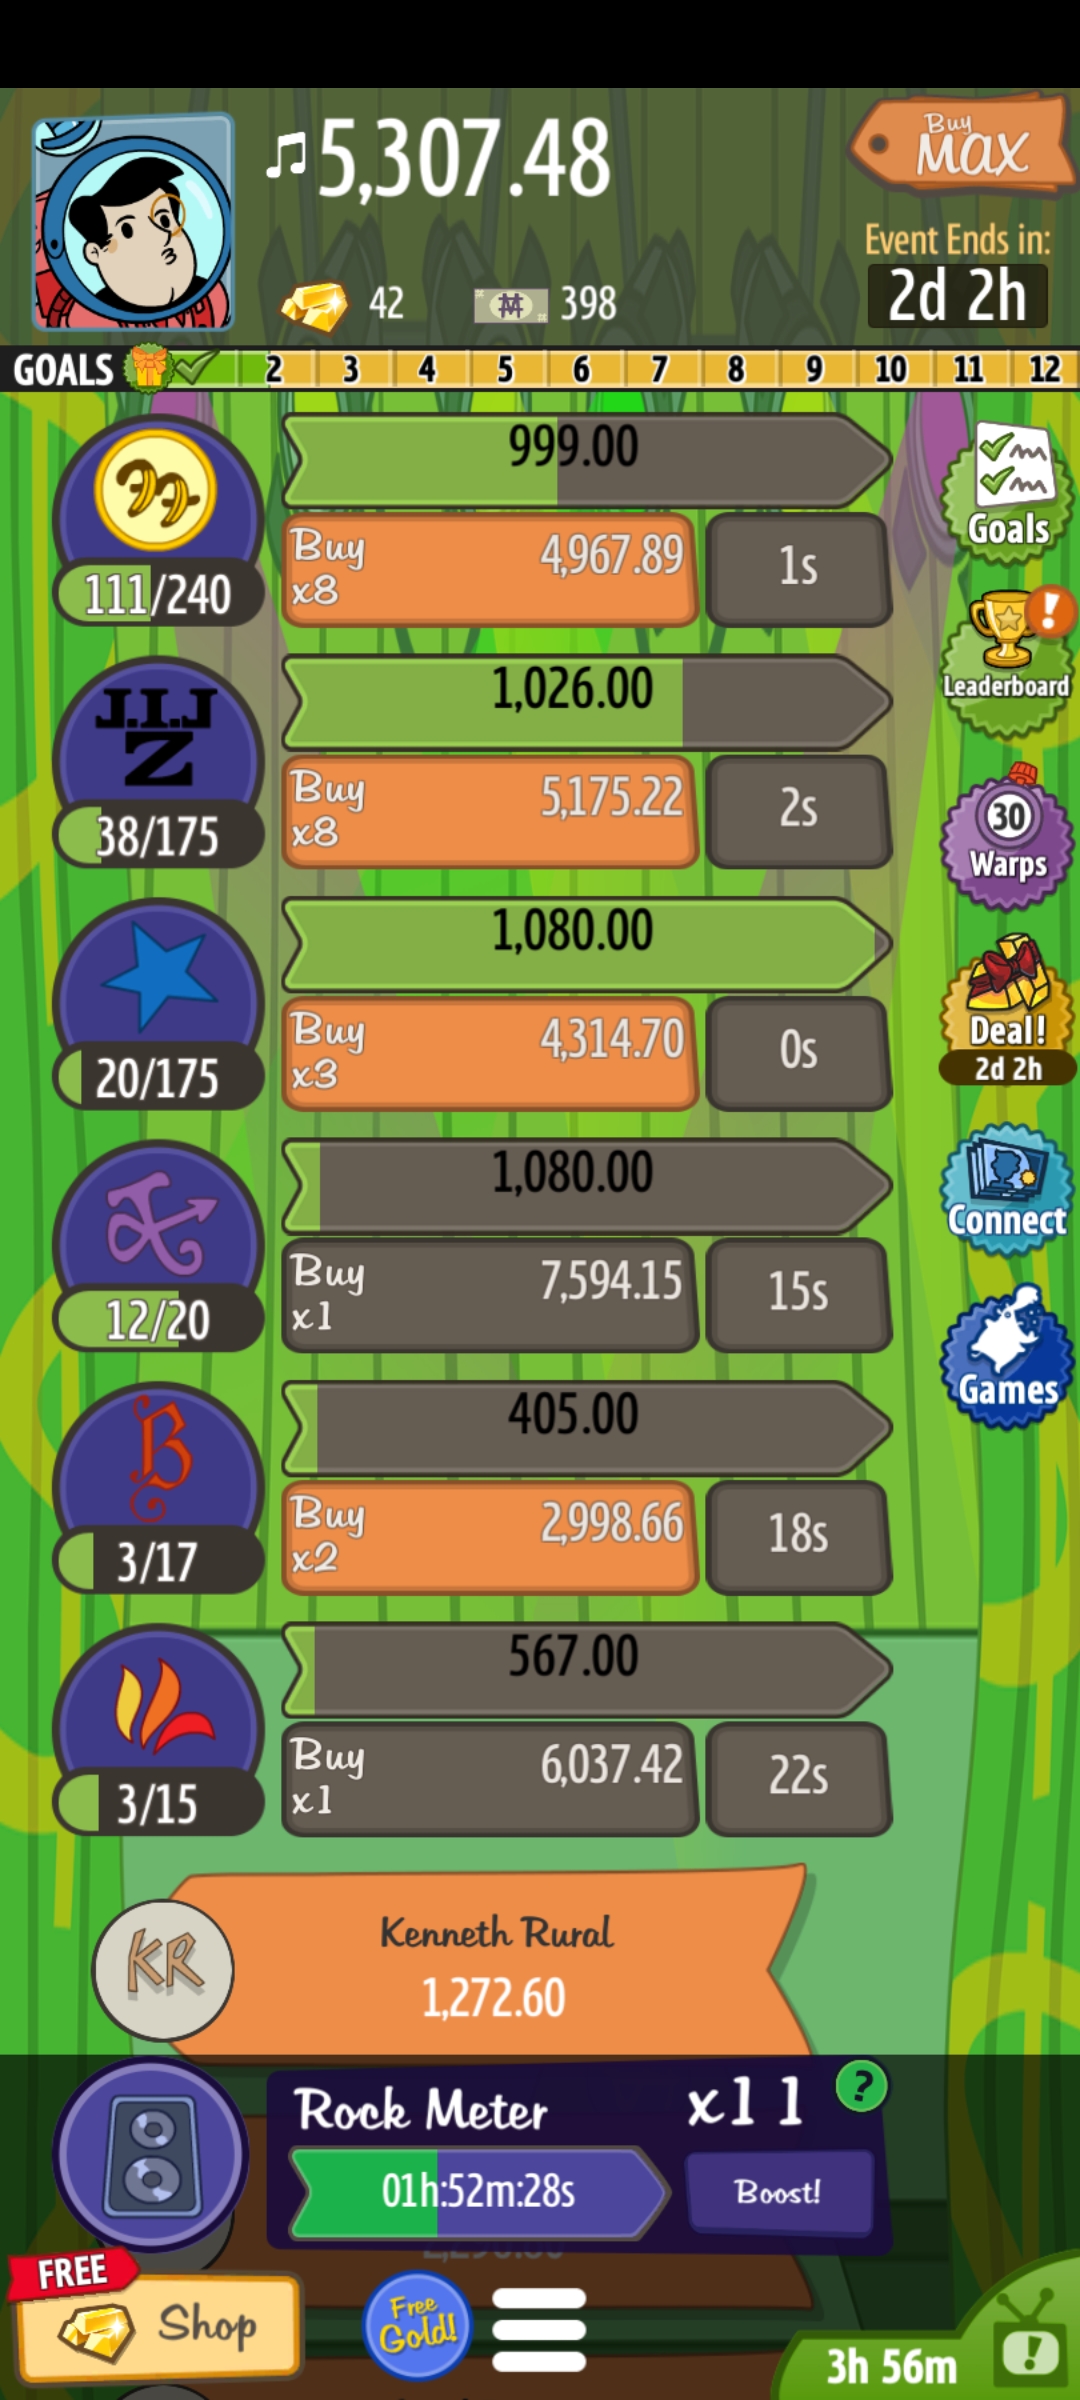 5,307.48
Buy
MAX
Event Ends in:
2d 2h
42
398
GOALS 2 3 4 5 6 7 8 9 10 11 12
999.00
111/240
Buy
x8
4,967.89
1s
Goals
J.I.J
Z
1,026.00
38/175
Buy
x8
5,175.22
2s
!
Leaderboard
30
Warps
1,080.00
20/175
Buy
x3
4,314.70
0s
Deal!
2d 2h
1,080.00
12/20
Buy
x1
7,594.15
15s
Connect
B
405.00
3/17
Buy
x2
2,998.66
18s
Games
567.00
3/15
Buy
x1
6,037.42
22s
KR
Kenneth Rural
1,272.60
Rock Meter
x11
?
01h:52m:28s
Boost!
FREE
Shop
Free
Gold!
3h 56m
!